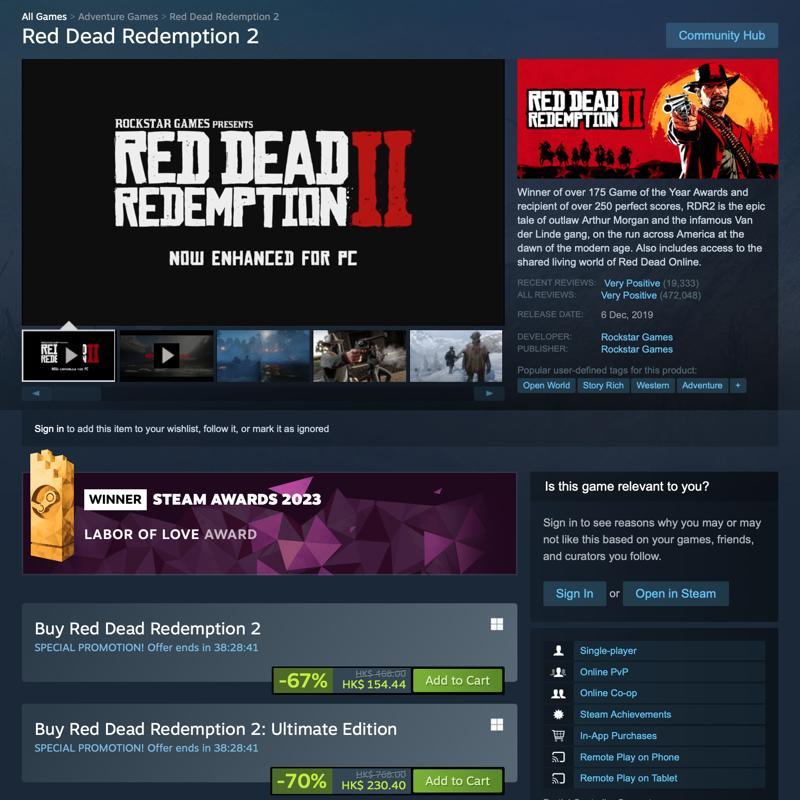 All Games > Adventure Games > Red Dead Redemption 2
Red Dead Redemption 2
Community Hub
ROCKSTAR GAMES PRESENTS
RED DEAD
REDEMPTION II
NOW ENHANCED FOR PC
RED DEAD
REDEMPTION II
Winner of over 175 Game of the Year Awards and
recipient of over 250 perfect scores, RDR2 is the epic
tale of outlaw Arthur Morgan and the infamous Van
der Linde gang, on the run across America at the
dawn of the modern age. Also includes access to the
shared living world of Red Dead Online.
RECENT REVIEWS: Very Positive (19,333)
ALL REVIEWS: Very Positive (472,048)
RELEASE DATE: 6 Dec, 2019
DEVELOPER: Rockstar Games
PUBLISHER: Rockstar Games
Popular user-defined tags for this product:
Open World Story Rich Western Adventure +
Sign in to add this item to your wishlist, follow it, or mark it as ignored
WINNER STEAM AWARDS 2023
LABOR OF LOVE AWARD
Is this game relevant to you?
Sign in to see reasons why you may or may
not like this based on your games, friends,
and curators you follow.
Sign In or Open in Steam
Buy Red Dead Redemption 2
SPECIAL PROMOTION! Offer ends in 38:28:41
-67% HK$ 468.00
HK$ 154.44 Add to Cart
Buy Red Dead Redemption 2: Ultimate Edition
SPECIAL PROMOTION! Offer ends in 38:28:41
-70% HK$ 768.00
HK$ 230.40 Add to Cart
Single-player
Online PvP
Online Co-op
Steam Achievements
In-App Purchases
Remote Play on Phone
Remote Play on Tablet